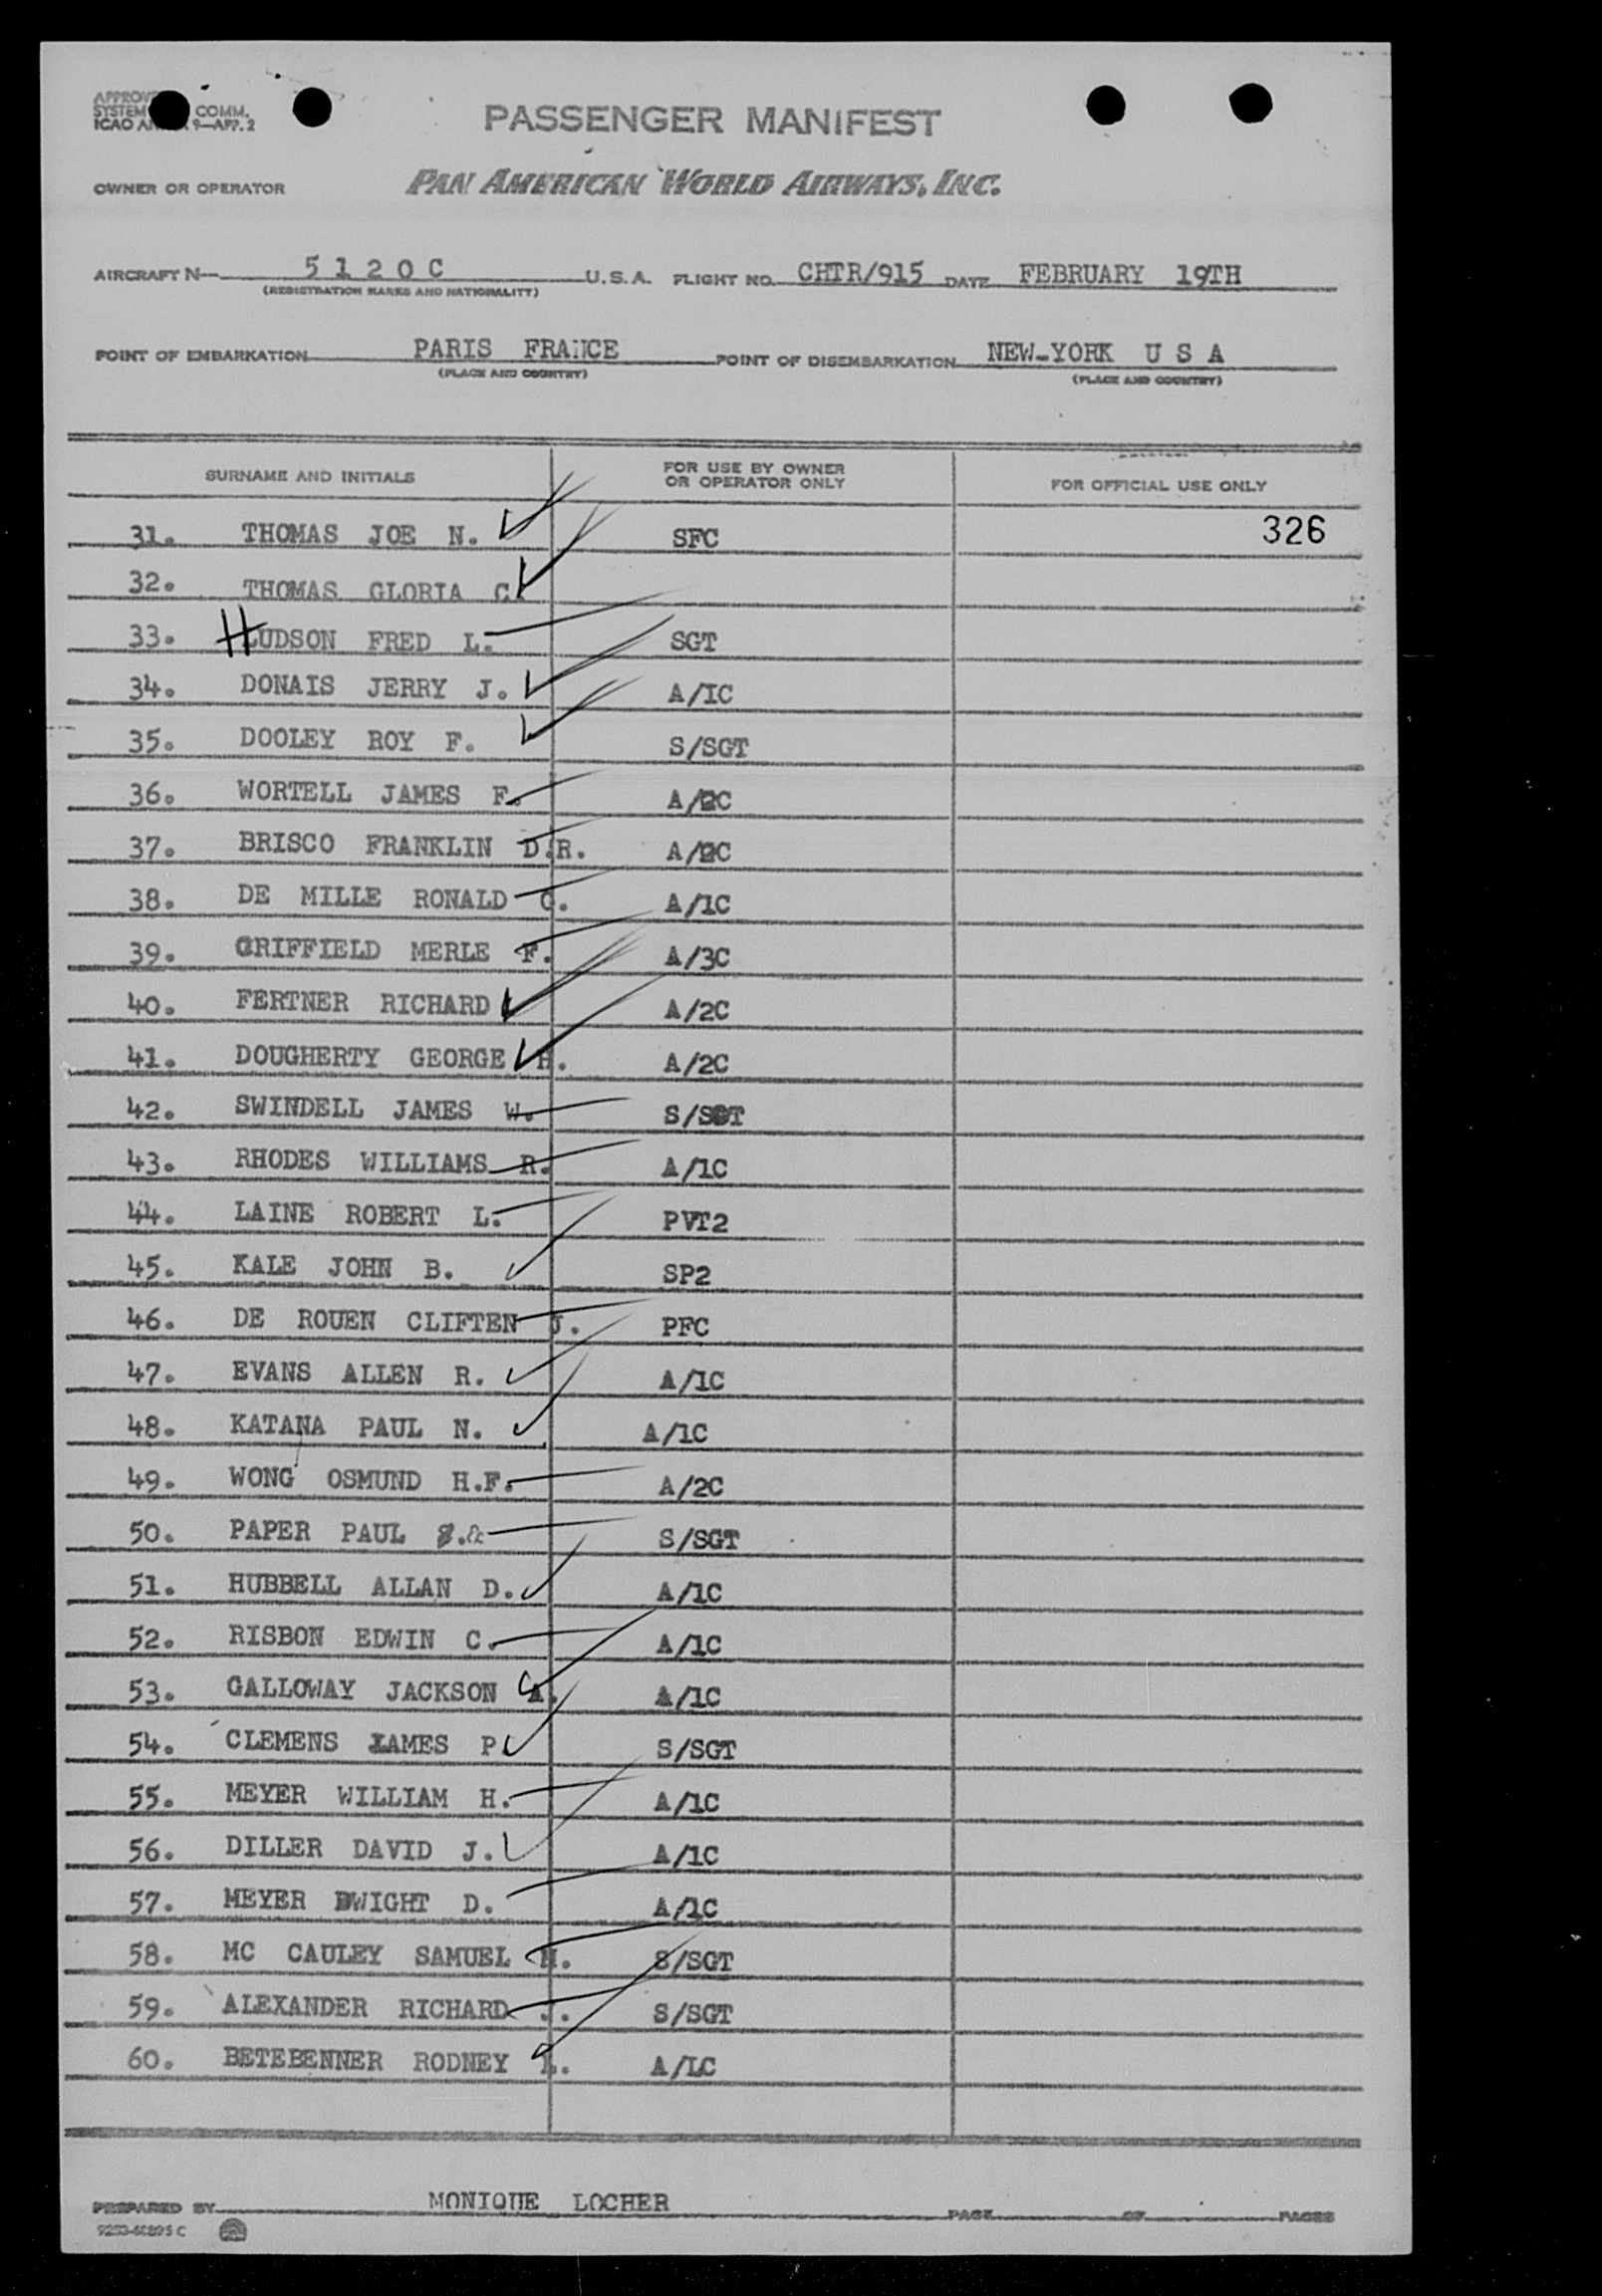 PASSENGER MANIFEST
OWNER OR OPERATOR PAN AMERICAN WORLD AIRWAYS, INC.
AIRCRAFT N— 5 1 2 0 C U.S.A. FLIGHT NO. CHTR/915 DATE FEBRUARY 19TH
(REGISTRATION MARKS AND NATIONALITY)
POINT OF EMBARKATION PARIS FRANCE POINT OF DISEMBARKATION NEW-YORK U S A
(PLACE AND COUNTRY) (PLACE AND COUNTRY)
SURNAME AND INITIALS FOR USE BY OWNER OR OPERATOR ONLY FOR OFFICIAL USE ONLY
31. THOMAS JOE N. SFC 326
32. THOMAS GLORIA C.
33. HUDSON FRED L. SGT
34. DONAIS JERRY J. A/IC
35. DOOLEY ROY F. S/SGT
36. WORTELL JAMES F. A/2C
37. BRISCO FRANKLIN D.R. A/2C
38. DE MILLE RONALD C. A/1C
39. GRIFFIELD MERLE F. A/3C
40. FERTNER RICHARD A/2C
41. DOUGHERTY GEORGE H. A/2C
42. SWINDELL JAMES W. S/SGT
43. RHODES WILLIAMS R. A/1C
44. LAINE ROBERT L. PVT2
45. KALE JOHN B. SP2
46. DE ROUEN CLIFTEN J. PFC
47. EVANS ALLEN R. A/1C
48. KATANA PAUL N. A/1C
49. WONG OSMUND H.F. A/2C
50. PAPER PAUL S/SGT
51. HUBBELL ALLAN D. A/1C
52. RISBON EDWIN C. A/1C
53. GALLOWAY JACKSON A. A/1C
54. CLEMENS JAMES P. S/SGT
55. MEYER WILLIAM H. A/1C
56. DILLER DAVID J. A/1C
57. MEYER DWIGHT D. A/1C
58. MC CAULEY SAMUEL H. S/SGT
59. ALEXANDER RICHARD J. S/SGT
60. BETEBENNER RODNEY L. A/LC
PREPARED BY MONIQUE LOCHER PAGE OF PAGES